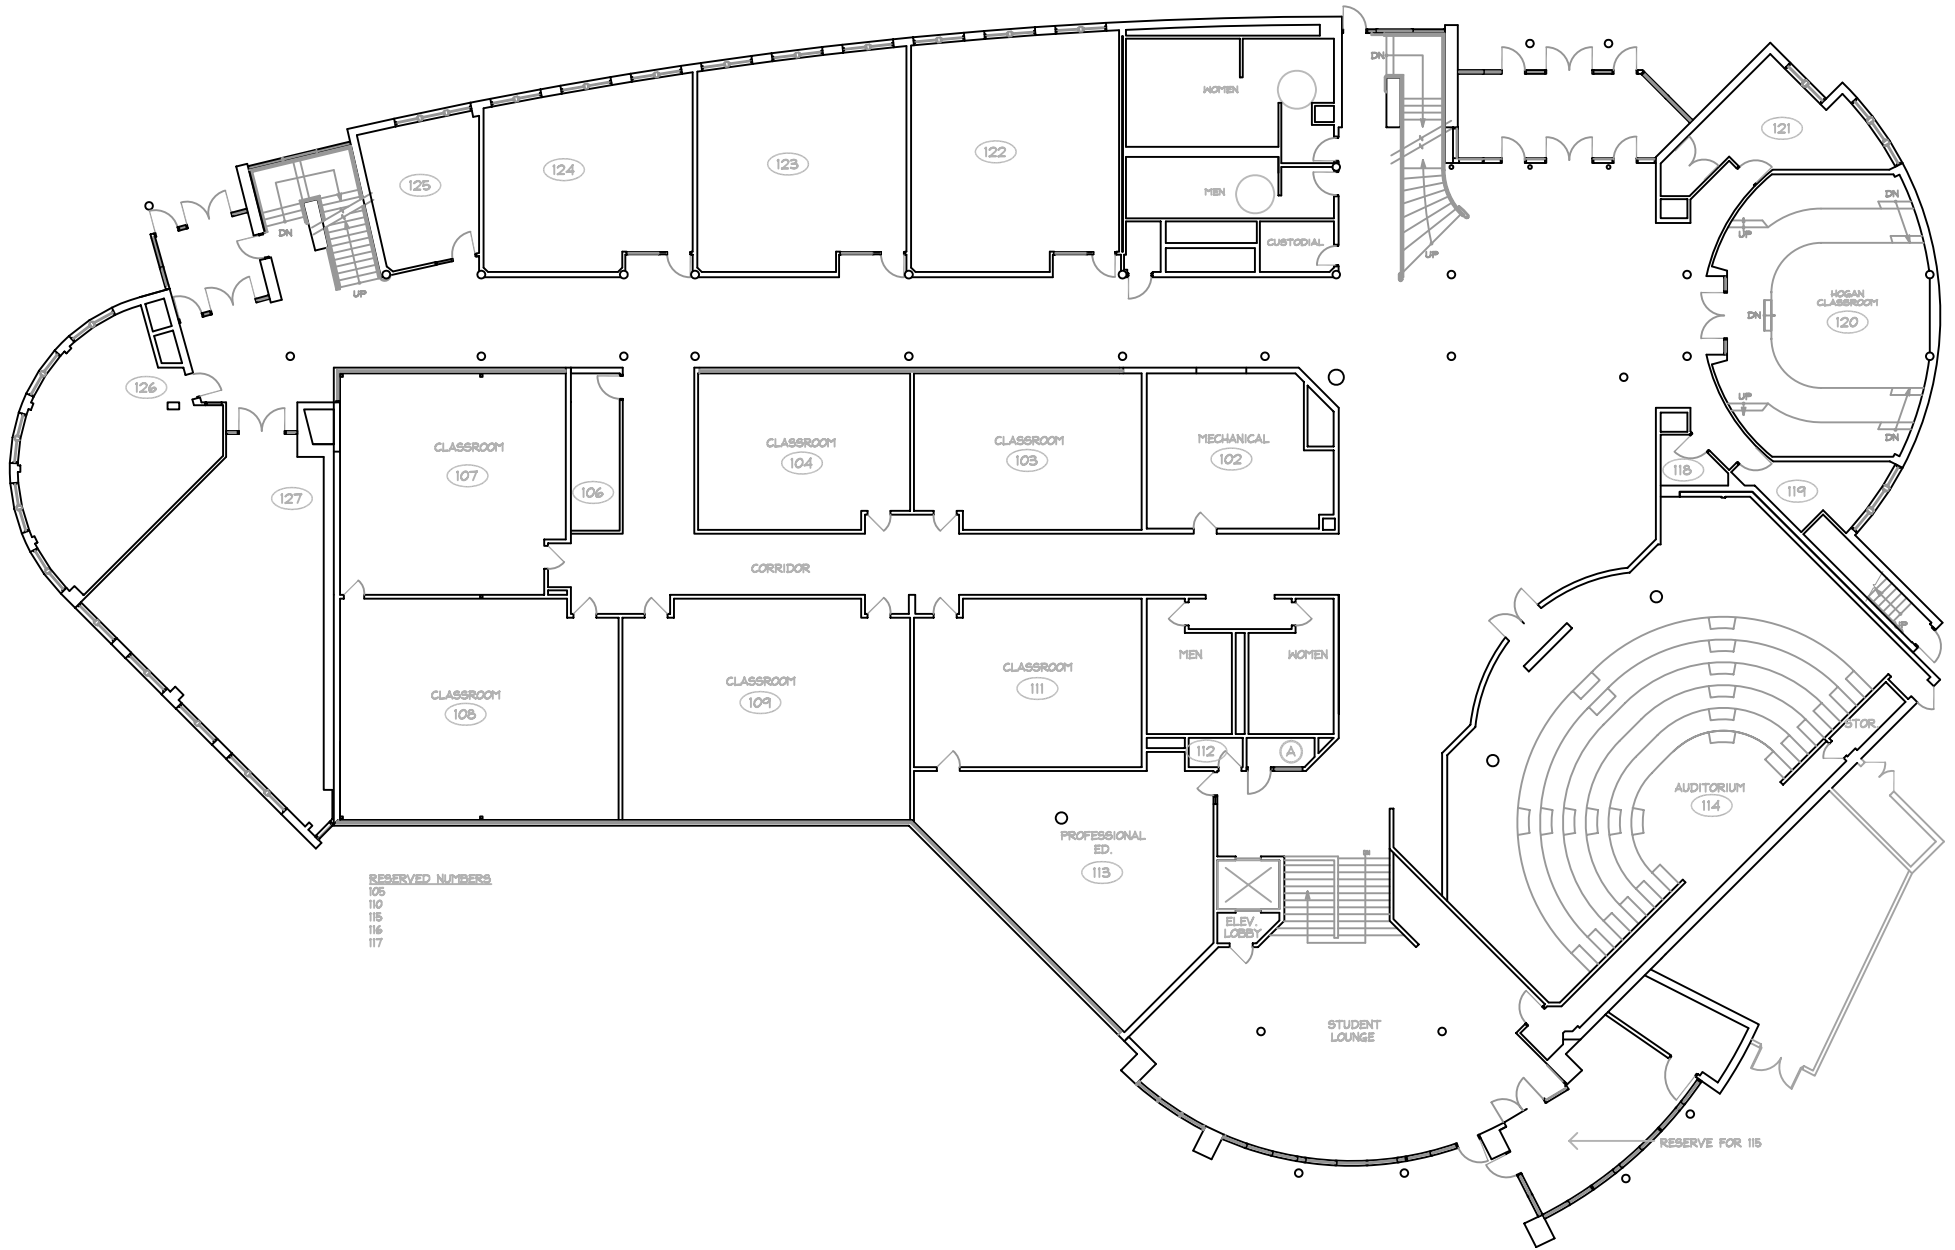 DN
WOMEN
121
122
123
124
125
MEN
DN
DN
UP
CUSTODIAL
UP
UP
HOGAN
CLASSROOM
DN
120
126
UP
DN
CLASSROOM
107
CLASSROOM
104
CLASSROOM
103
MECHANICAL
102
118
106
127
119
CORRIDOR
UP
MEN
WOMEN
CLASSROOM
111
CLASSROOM
109
CLASSROOM
108
STOR.
112
A
AUDITORIUM
114
PROFESSIONAL
ED.
113
RESERVED NUMBERS
105
110
115
116
117
ELEV.
LOBBY
STUDENT
LOUNGE
RESERVE FOR 115